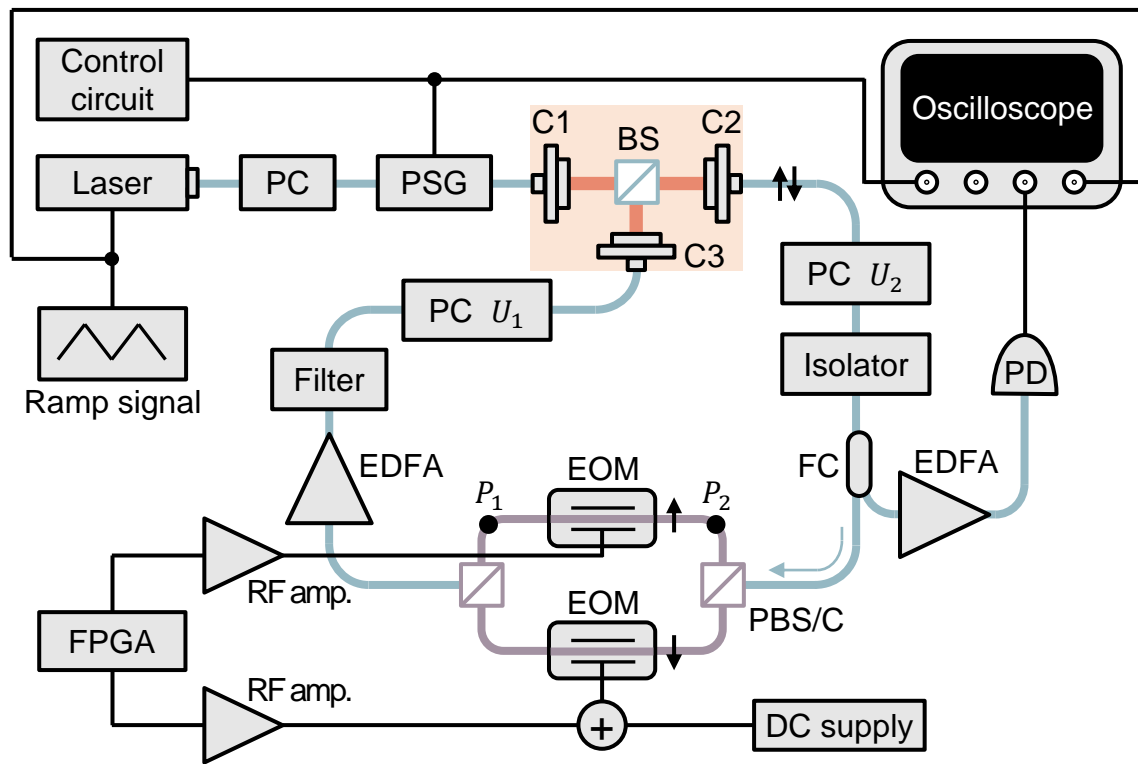 Control
circuit
Oscilloscope
C1
BS
C2
Laser
PC
PSG
C3
PC U₁
PC U₂
Ramp signal
Filter
Isolator
PD
EDFA
EOM
FC
EDFA
P₁
P₂
RF amp.
FPGA
EOM
PBS/C
RF amp.
+
DC supply